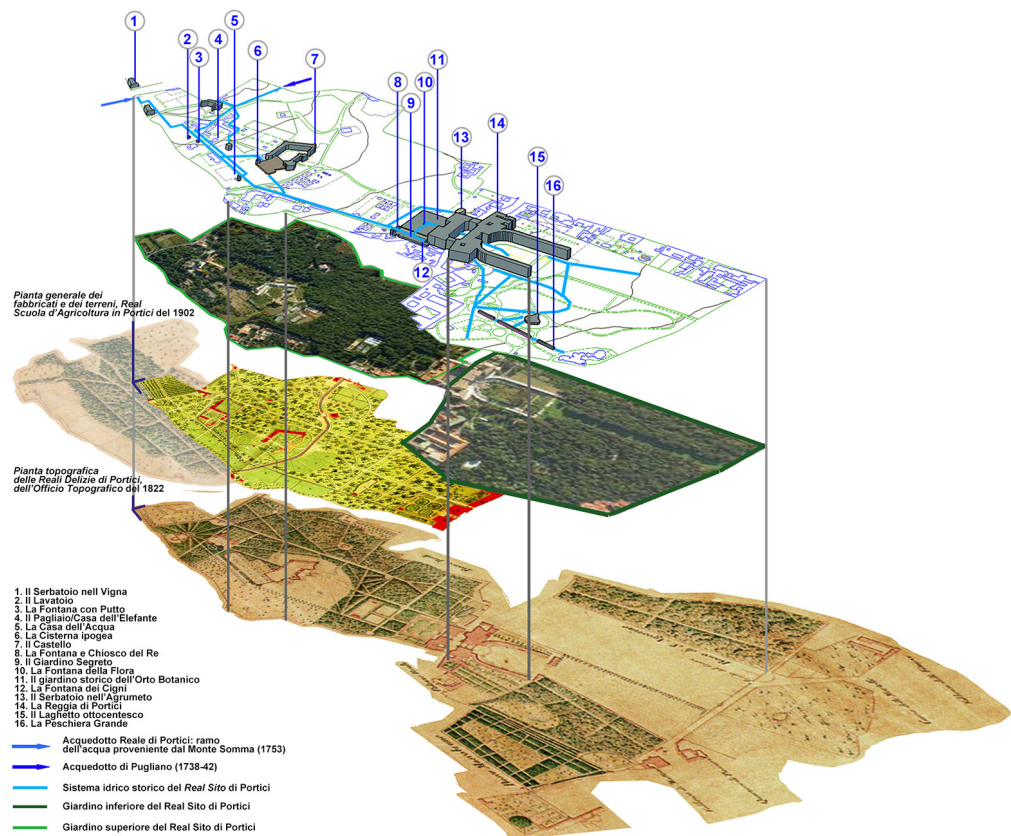 1
2
3
4
5
6
7
8
9
10
11
12
13
14
15
16
Pianta generale dei
fabbricati e dei terreni, Real
Scuola d'Agricoltura in Portici del 1902
Pianta topografica
delle Reali Delizie di Portici,
dell'Officio Topografico del 1822
1. Il Serbatoio nell Vigna
2. Il Lavatoio
3. La Fontana con Putto
4. Il Pagliaio/Casa dell'Elefante
5. La Casa dell'Acqua
6. La Cisterna ipogea
7. Il Castello
8. La Fontana e Chiosco del Re
9. Il Giardino Segreto
10. La Fontana della Flora
11. Il giardino storico dell'Orto Botanico
12. La Fontana dei Cigni
13. Il Serbatoio nell'Agrumeto
14. La Reggia di Portici
15. Il Laghetto ottocentesco
16. La Peschiera Grande
Acquedotto Reale di Portici: ramo
dell'acqua proveniente dal Monte Somma (1753)
Acquedotto di Pugliano (1738-42)
Sistema idrico storico del Real Sito di Portici
Giardino inferiore del Real Sito di Portici
Giardino superiore del Real Sito di Portici